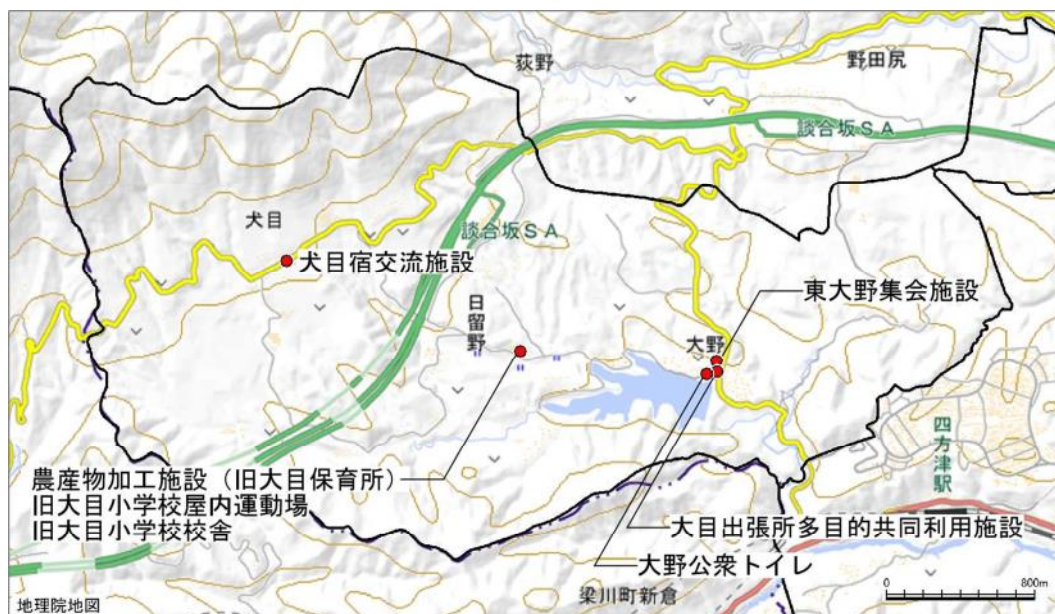 荻野
野田尻
談合坂SA
犬目
談合坂SA
犬目宿交流施設
東大野集会施設
日留野
大野
四方津駅
農産物加工施設(旧大目保育所)
旧大目小学校屋内運動場
旧大目小学校校舎
大目出張所多目的共同利用施設
大野公衆トイレ
梁川町新倉
0 800m
地理院地図